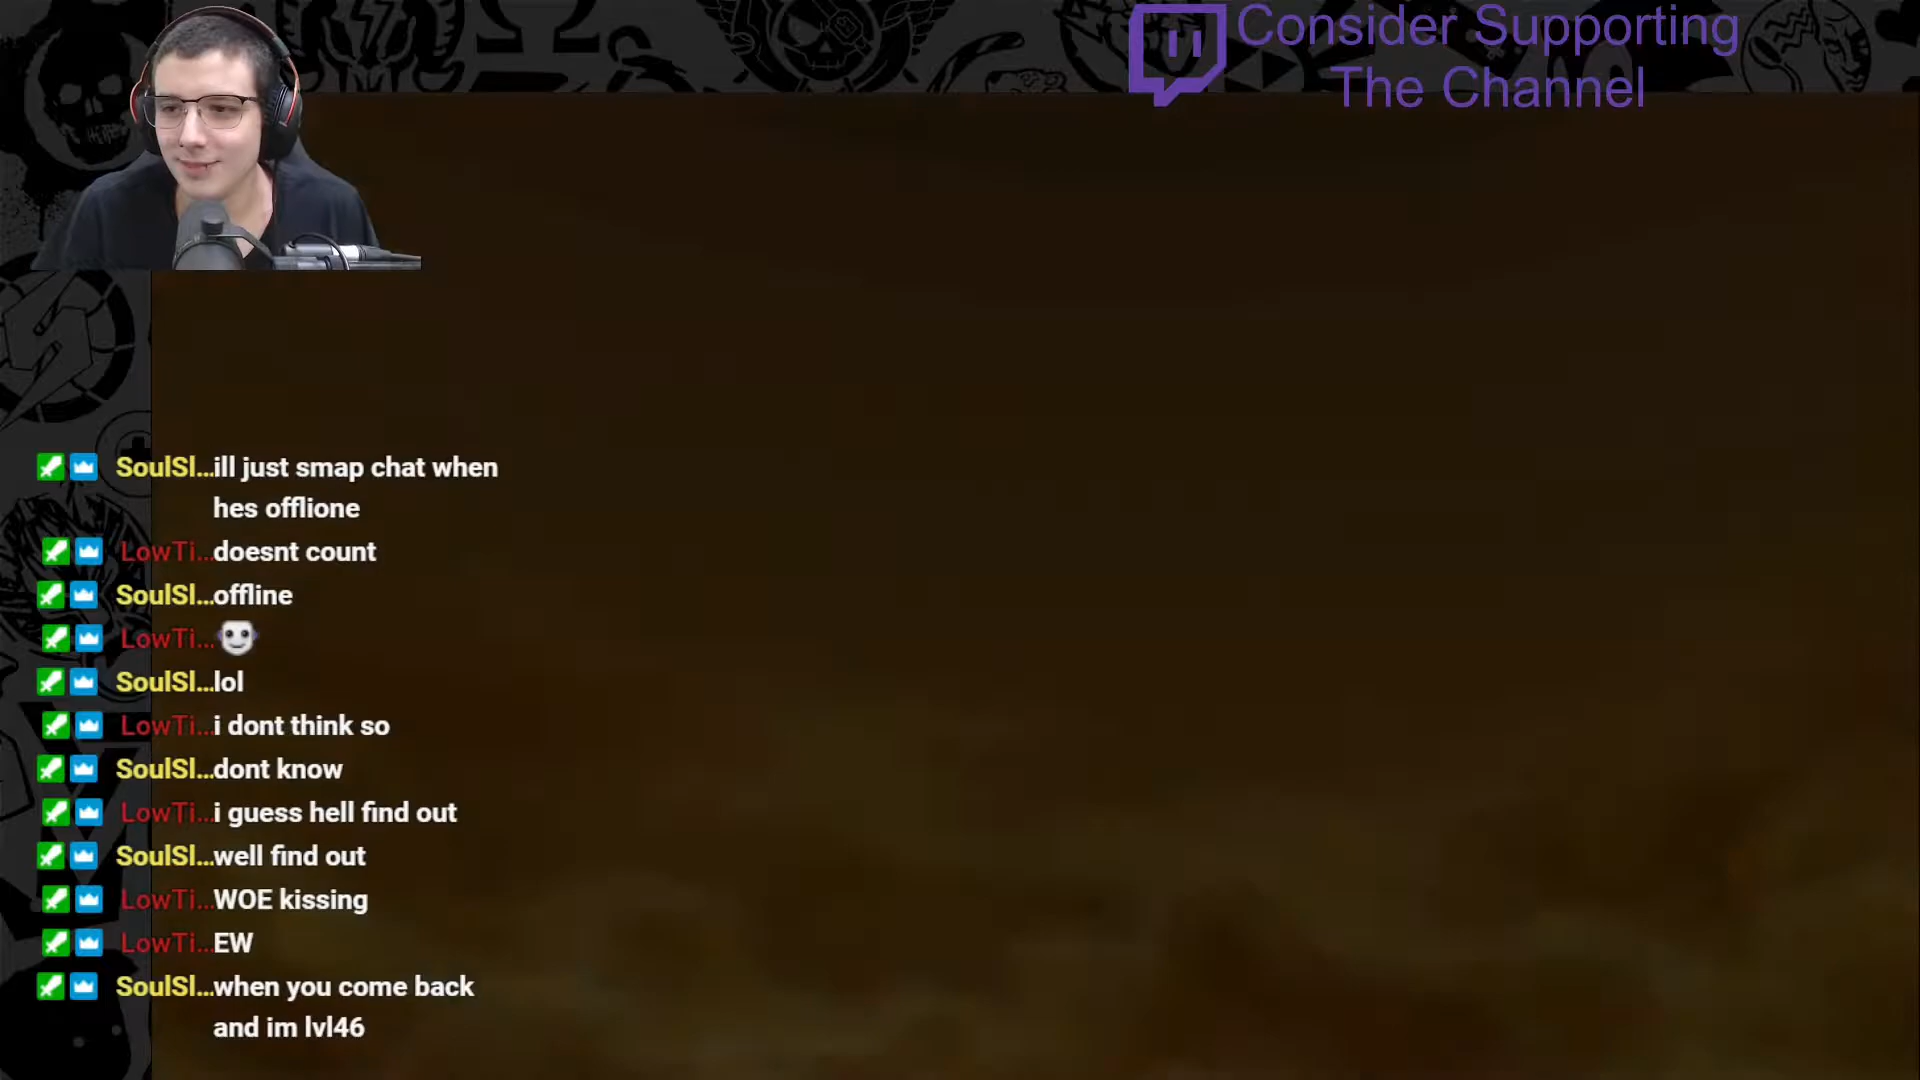 Consider Supporting
The Channel
SoulSl...ill just smap chat when
hes offlione
LowTi...doesnt count
SoulSl...offline
LowTi...
SoulSl...lol
LowTi...i dont think so
SoulSl...dont know
LowTi...i guess hell find out
SoulSl...well find out
LowTi...WOE kissing
LowTi...EW
SoulSl...when you come back
and im lvl46